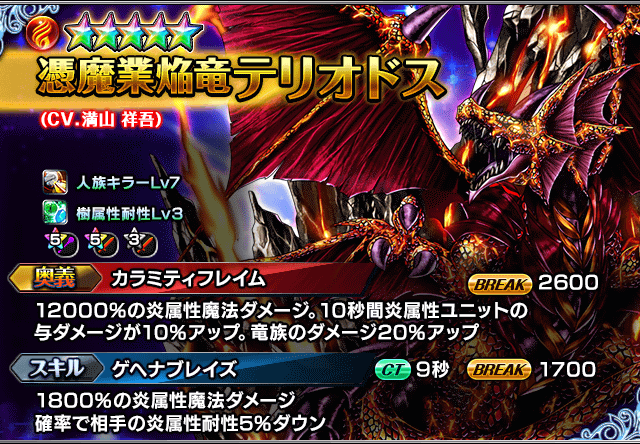 憑魔業焔竜テリオドス
(CV.満山 祥吾)
人族キラーLv7
樹属性耐性Lv3
5 5 3
奥義 カラミティフレイム BREAK 2600
12000%の炎属性魔法ダメージ。10秒間炎属性ユニットの
与ダメージが10%アップ。竜族のダメージ20%アップ
スキル ゲヘナブレイズ CT 9秒 BREAK 1700
1800%の炎属性魔法ダメージ
確率で相手の炎属性耐性5%ダウン